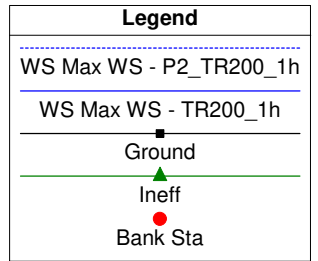 Legend
WS Max WS - P2_TR200_1h
WS Max WS - TR200_1h
Ground
Ineff
Bank Sta